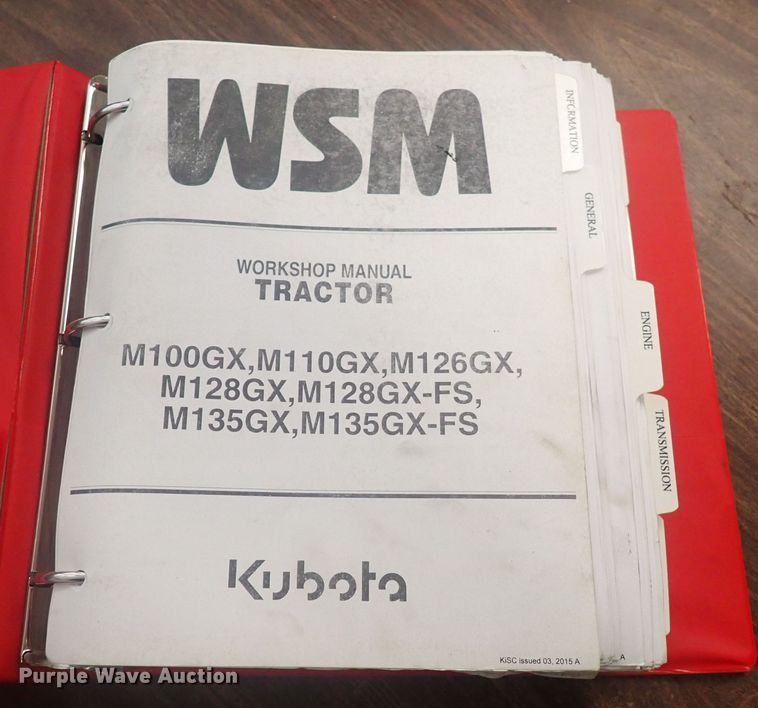 WSM
WORKSHOP MANUAL
TRACTOR
M100GX,M110GX,M126GX,
M128GX,M128GX-FS,
M135GX,M135GX-FS
Kubota
KiSC issued 03, 2015 A
A
INFORMATION
GENERAL
ENGINE
TRANSMISSION
Purple Wave Auction